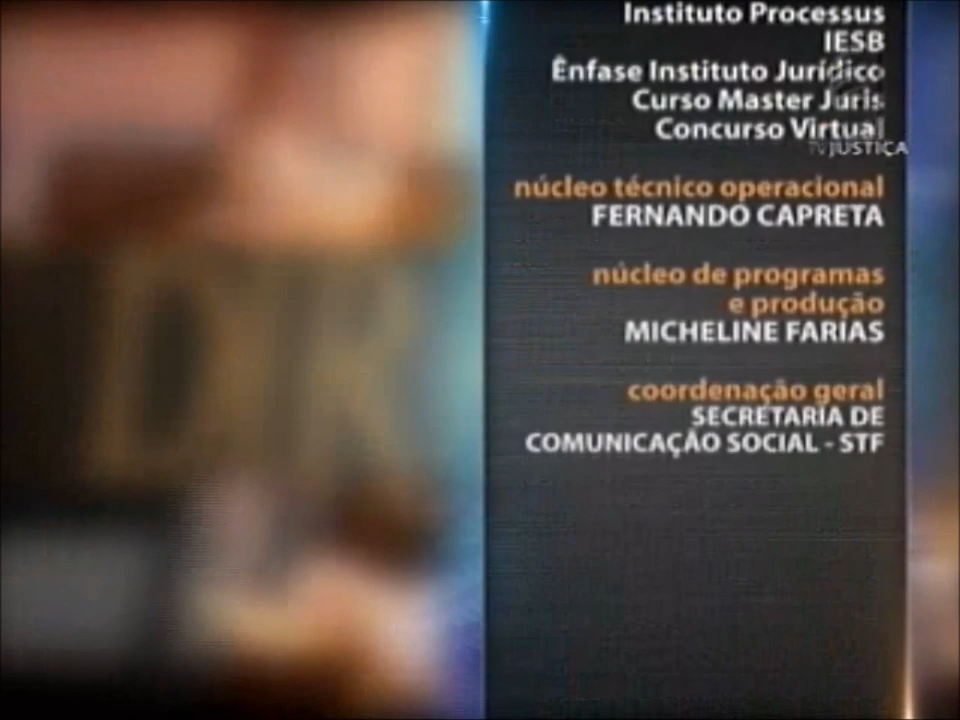 Instituto Processus
IESB
Ênfase Instituto Jurídico
Curso Master Juris
Concurso Virtual
TV JUSTIÇA
núcleo técnico operacional
FERNANDO CAPRETA
núcleo de programas
e produção
MICHELINE FARIAS
coordenação geral
SECRETARIA DE
COMUNICAÇÃO SOCIAL - STF